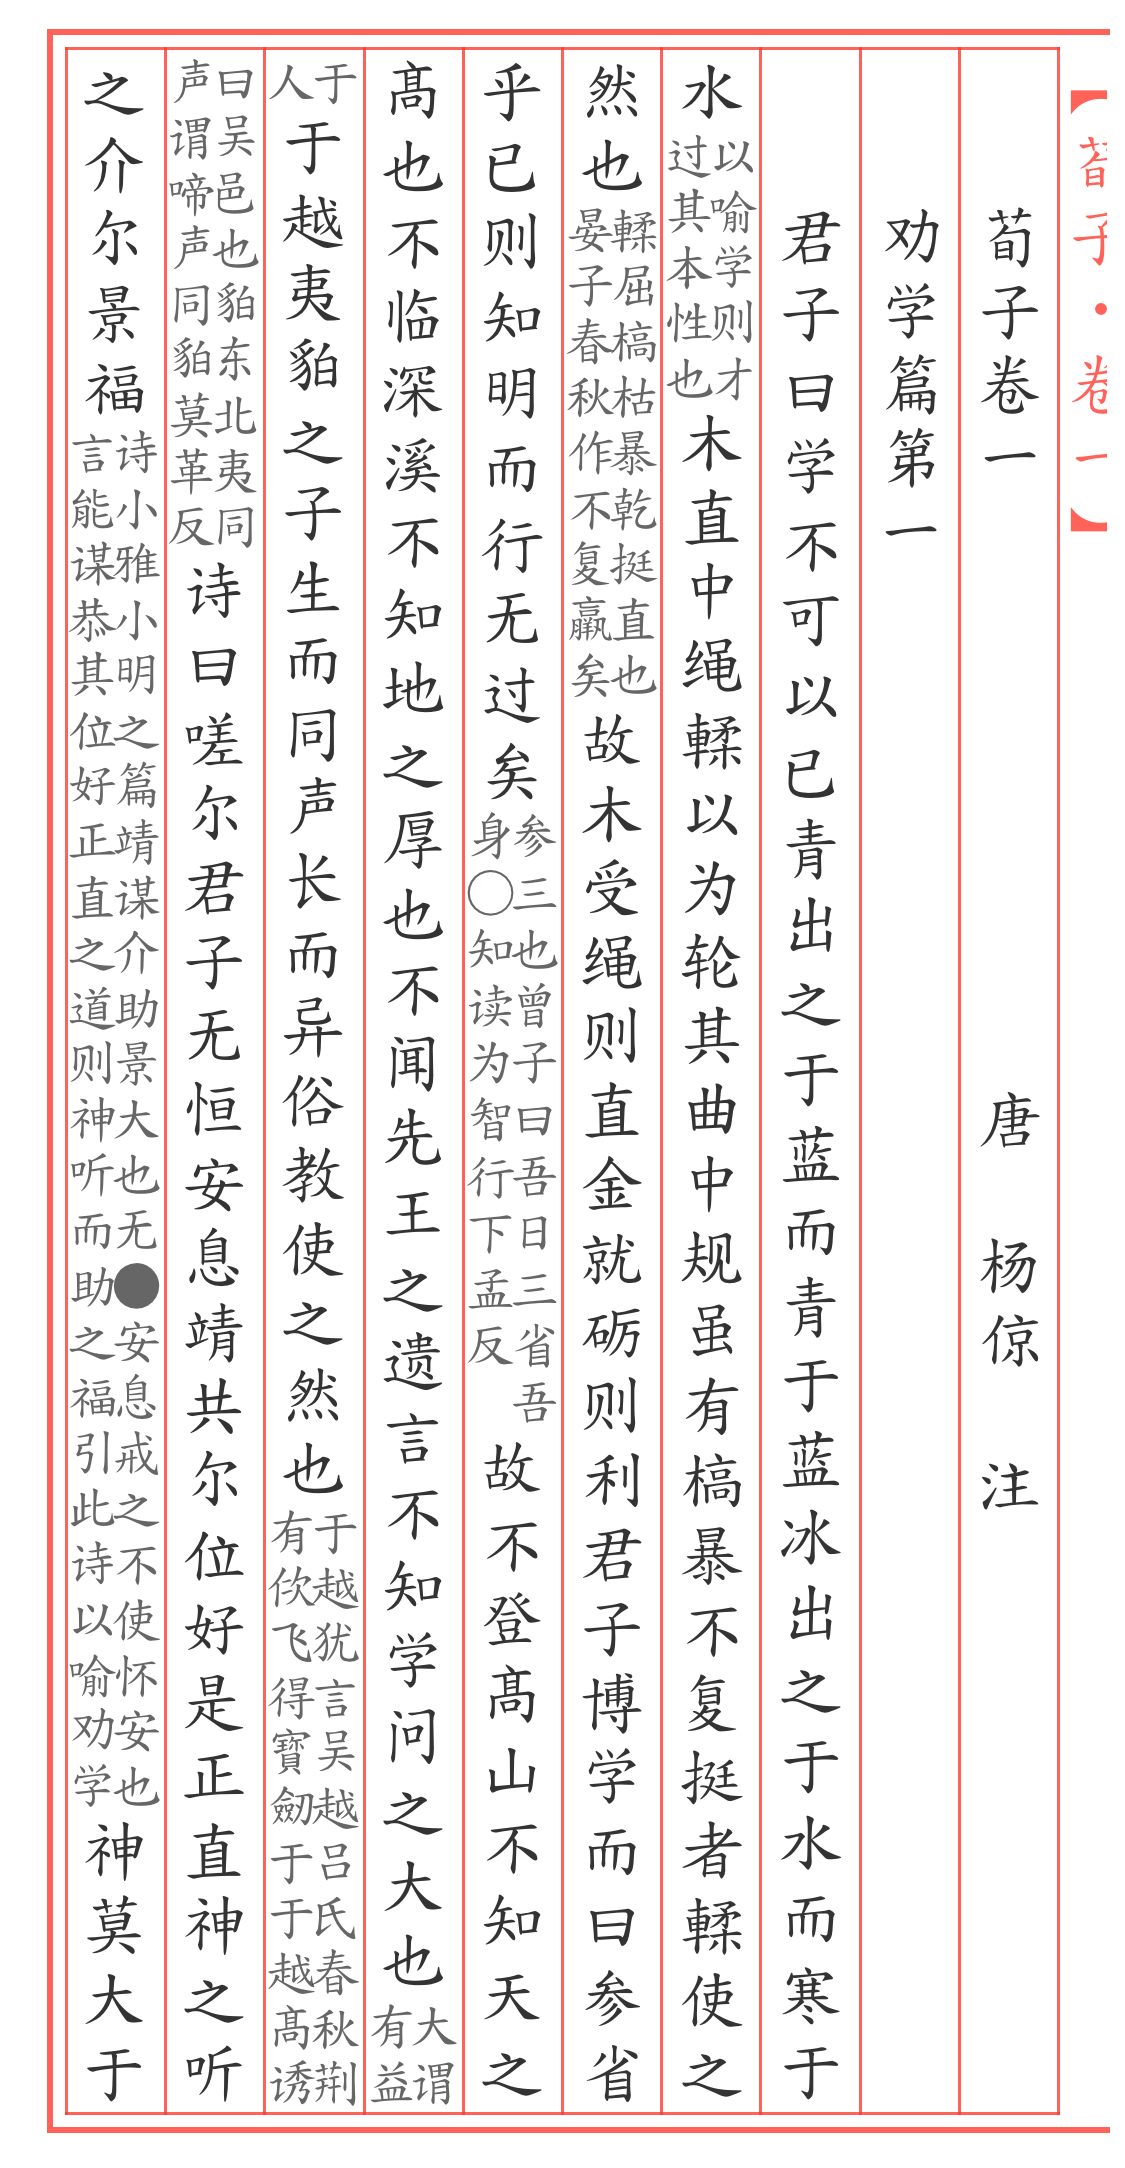 【荀子·卷一】
荀子卷一 唐 杨倞 注
劝学篇第一
君子曰学不可以已青出之于蓝而青于蓝冰出之于水而寒于
水
以喻学则才
过其本性也
木直中绳輮以为轮其曲中规虽有槁暴不复挺者輮使之
然也
輮屈槁枯暴乾挺直也
晏子春秋作不复羸矣
故木受绳则直金就砺则利君子博学而曰参省
乎已则知明而行无过矣
参三也曾子曰吾日三省吾
身〇知读为智行下孟反
故不登髙山不知天之
髙也不临深溪不知地之厚也不闻先王之遗言不知学问之大也
大谓
有益
于
人
于越夷貊之子生而同声长而异俗教使之然也
于越犹言吴越吕氏春秋荆
有佽飞得寳劒于于越髙诱
曰吴邑也貊东北夷同
声谓啼声同貊莫革反
诗曰嗟尔君子无恒安息靖共尔位好是正直神之听
之介尔景福
诗小雅小明之篇靖谋介助景大也无●安息戒之不使怀安也
言能谋恭其位好正直之道则神听而助之福引此诗以喻劝学
神莫大于